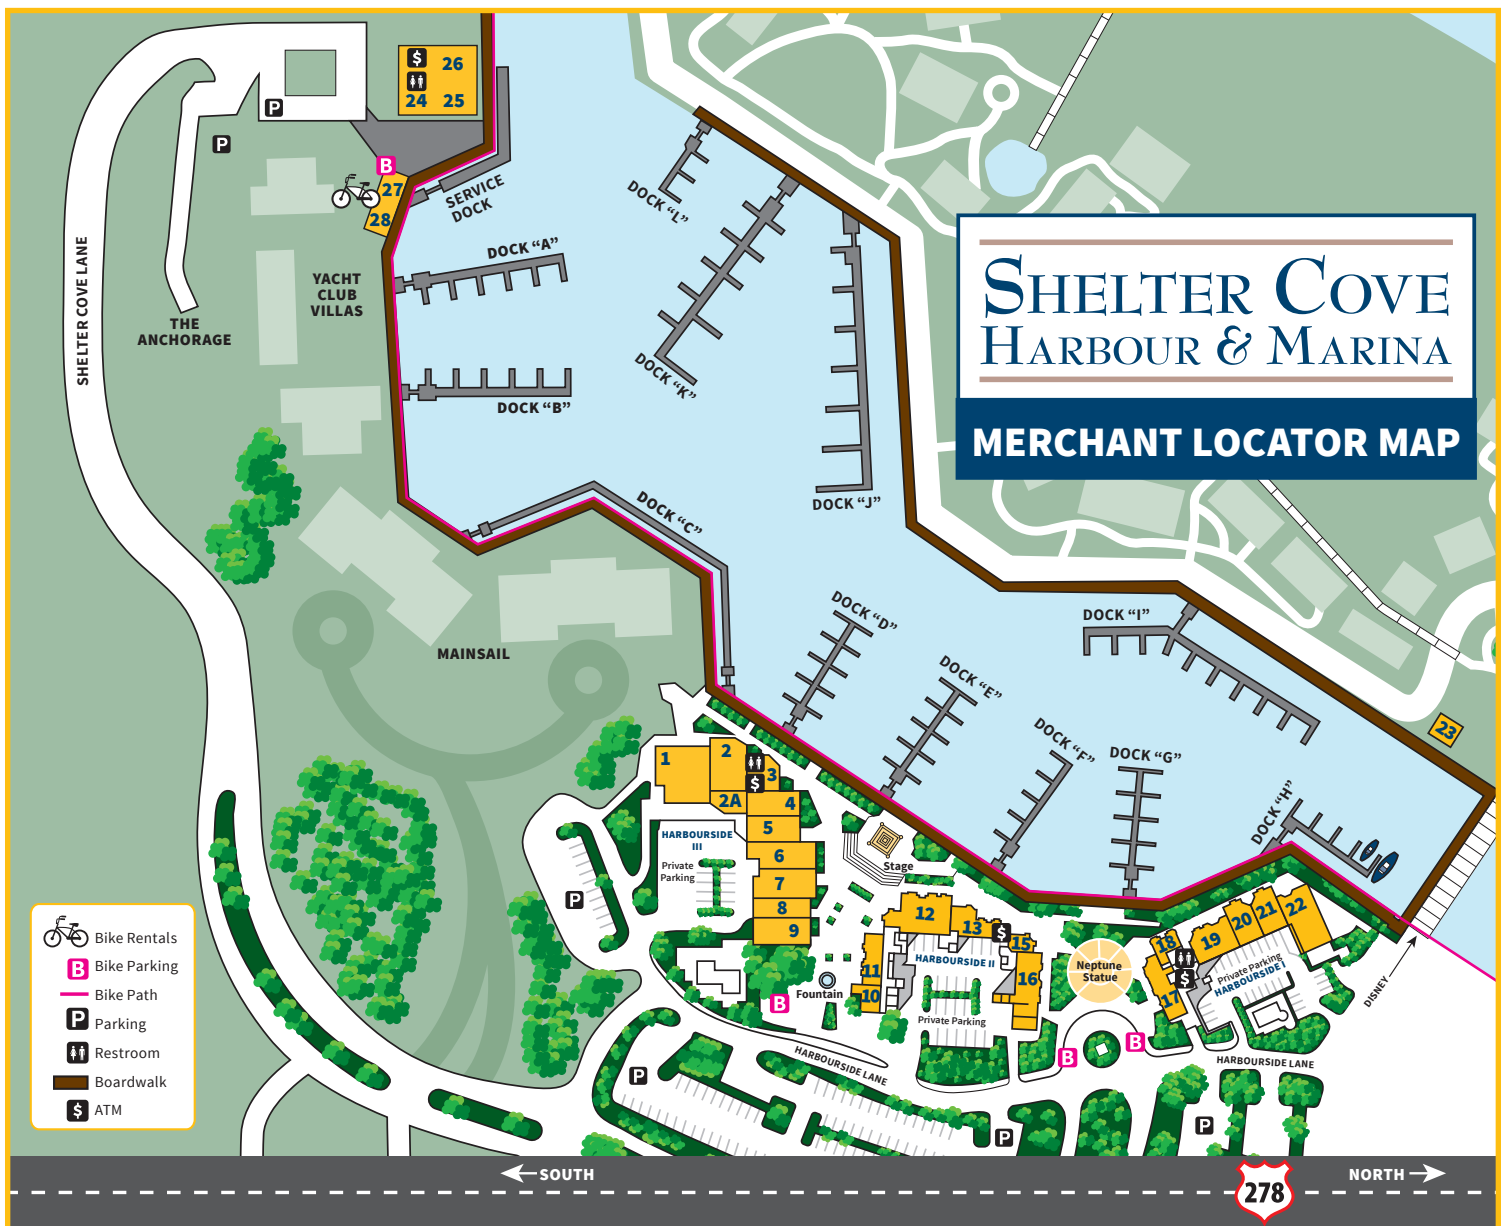 $
26
24
25
P
P
B
27
28
SERVICE
DOCK
DOCK “L”
DOCK “A”
SHELTER COVE LANE
YACHT
CLUB
VILLAS
THE
ANCHORAGE
DOCK “K”
DOCK “B”
DOCK “J”
DOCK “C”
SHELTER COVE
HARBOUR & MARINA
MERCHANT LOCATOR MAP
MAINSAIL
DOCK “D”
DOCK “I”
DOCK “E”
DOCK “F”
DOCK “G”
DOCK “H”
23
1
2
3
$
2A
4
5
6
7
8
9
HARBOURSIDE
III
Private
Parking
Stage
P
12
13
$
15
11
10
16
HARBOURSIDE II
Private Parking
Fountain
B
Neptune
Statue
18
19
20
21
22
17
$
Private Parking
HARBOURSIDE I
DISNEY
B
B
HARBOURSIDE LANE
HARBOURSIDE LANE
P
P
P
Bike Rentals
B Bike Parking
Bike Path
P Parking
Restroom
Boardwalk
$ ATM
SOUTH
278
NORTH